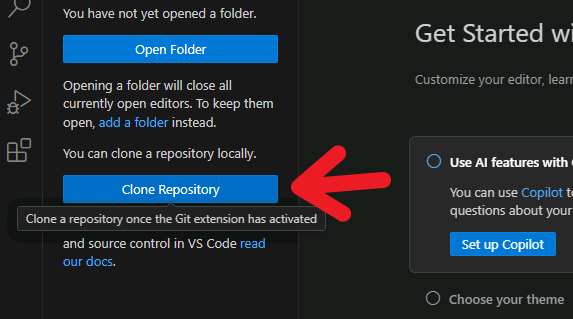 You have not yet opened a folder.
Open Folder
Opening a folder will close all
currently open editors. To keep them
open, add a folder instead.
You can clone a repository locally.
Clone Repository
Clone a repository once the Git extension has activated
and source control in VS Code read
our docs.
Get Started wi
Customize your editor, learn
Use AI features with
You can use Copilot to
questions about your
Set up Copilot
Choose your theme